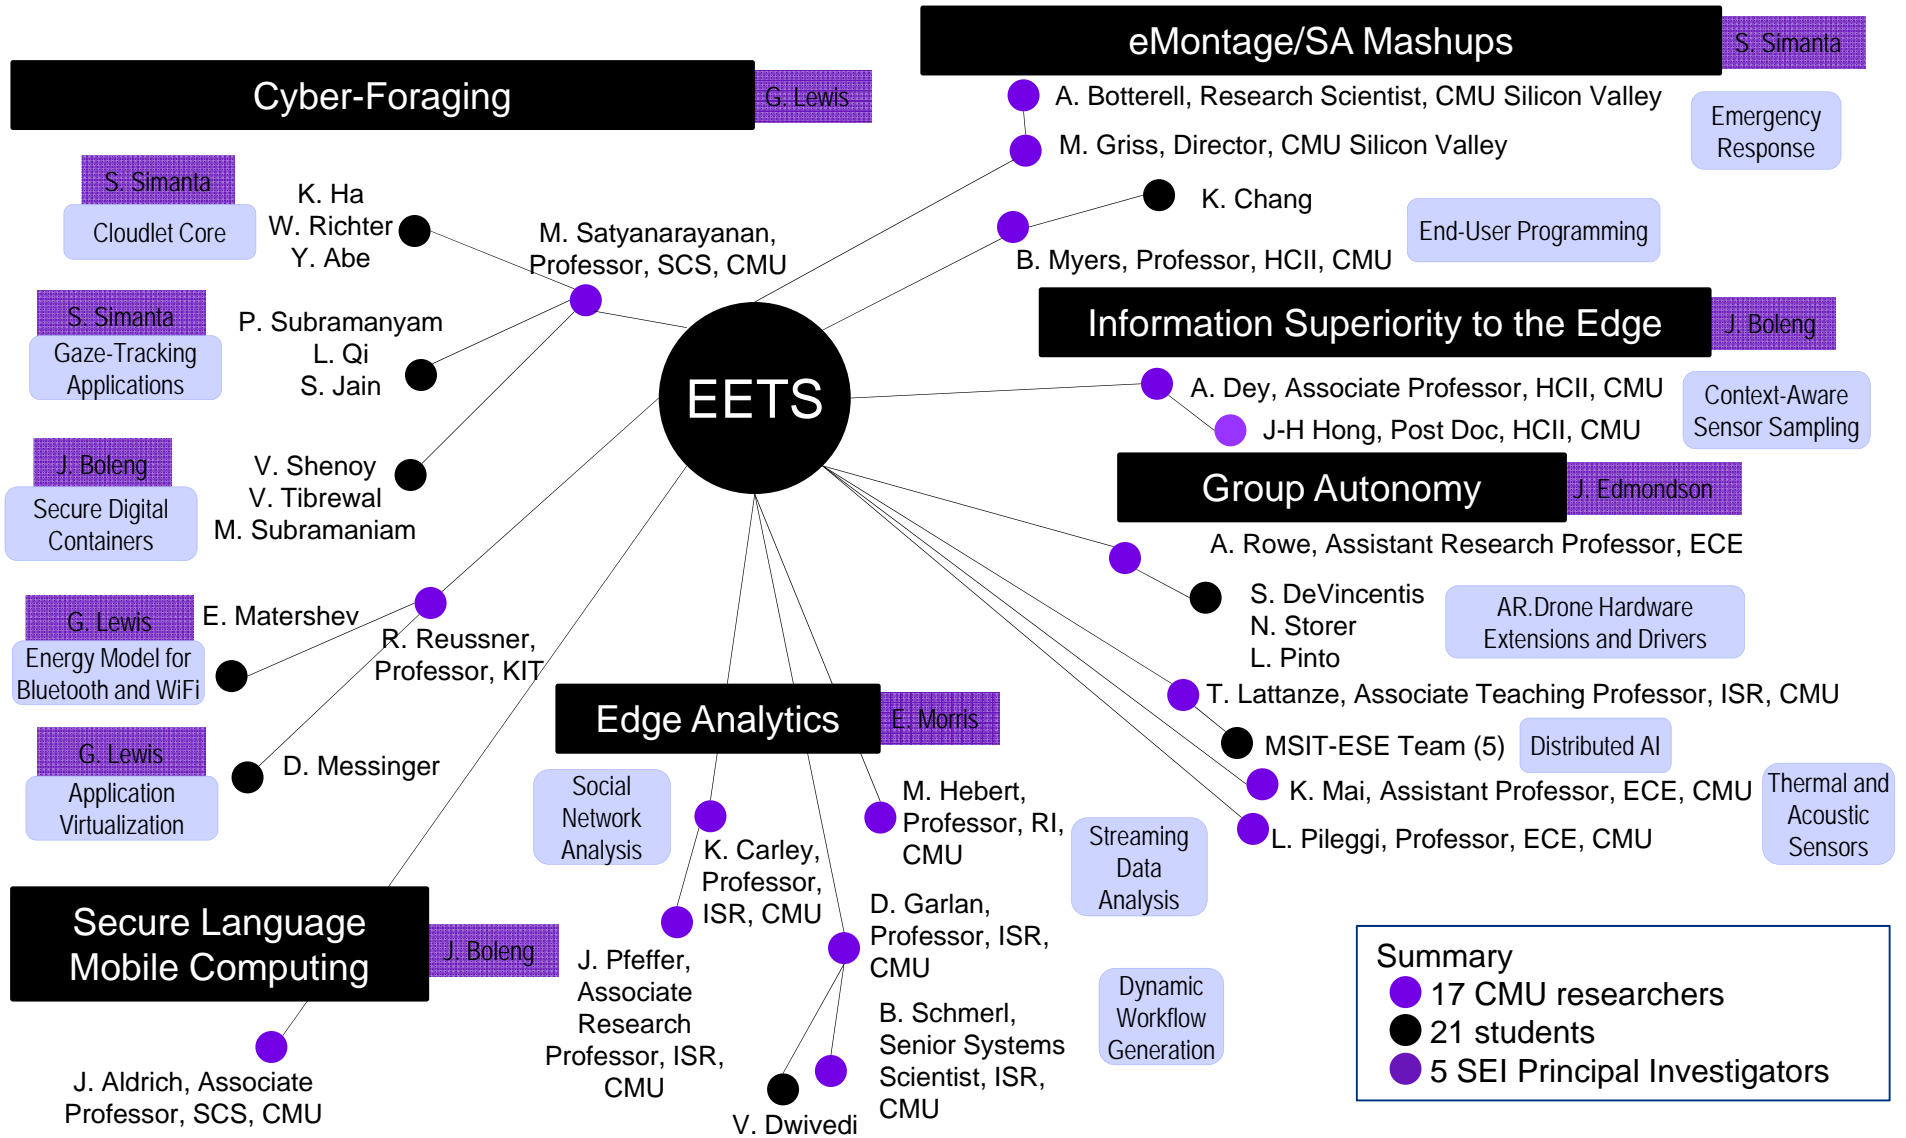 eMontage/SA Mashups
S. Simanta
A. Botterell, Research Scientist, CMU Silicon Valley
M. Griss, Director, CMU Silicon Valley
Emergency
Response
K. Chang
B. Myers, Professor, HCII, CMU
End-User Programming
Cyber-Foraging
G. Lewis
S. Simanta
Cloudlet Core
K. Ha
W. Richter
Y. Abe
M. Satyanarayanan,
Professor, SCS, CMU
S. Simanta
Gaze-Tracking
Applications
P. Subramanyam
L. Qi
S. Jain
J. Boleng
Secure Digital
Containers
V. Shenoy
V. Tibrewal
M. Subramaniam
EETS
Information Superiority to the Edge
J. Boleng
A. Dey, Associate Professor, HCII, CMU
J-H Hong, Post Doc, HCII, CMU
Context-Aware
Sensor Sampling
Group Autonomy
J. Edmondson
A. Rowe, Assistant Research Professor, ECE
S. DeVincentis
N. Storer
L. Pinto
AR.Drone Hardware
Extensions and Drivers
T. Lattanze, Associate Teaching Professor, ISR, CMU
MSIT-ESE Team (5)
Distributed AI
K. Mai, Assistant Professor, ECE, CMU
L. Pileggi, Professor, ECE, CMU
Thermal and
Acoustic
Sensors
G. Lewis
Energy Model for
Bluetooth and WiFi
E. Matershev
R. Reussner,
Professor, KIT
G. Lewis
Application
Virtualization
D. Messinger
Edge Analytics
E. Morris
Social
Network
Analysis
K. Carley,
Professor,
ISR, CMU
M. Hebert,
Professor, RI,
CMU
Streaming
Data
Analysis
J. Pfeffer,
Associate
Research
Professor, ISR,
CMU
D. Garlan,
Professor, ISR,
CMU
B. Schmerl,
Senior Systems
Scientist, ISR,
CMU
Dynamic
Workflow
Generation
V. Dwivedi
Secure Language
Mobile Computing
J. Boleng
J. Aldrich, Associate
Professor, SCS, CMU
Summary
17 CMU researchers
21 students
5 SEI Principal Investigators